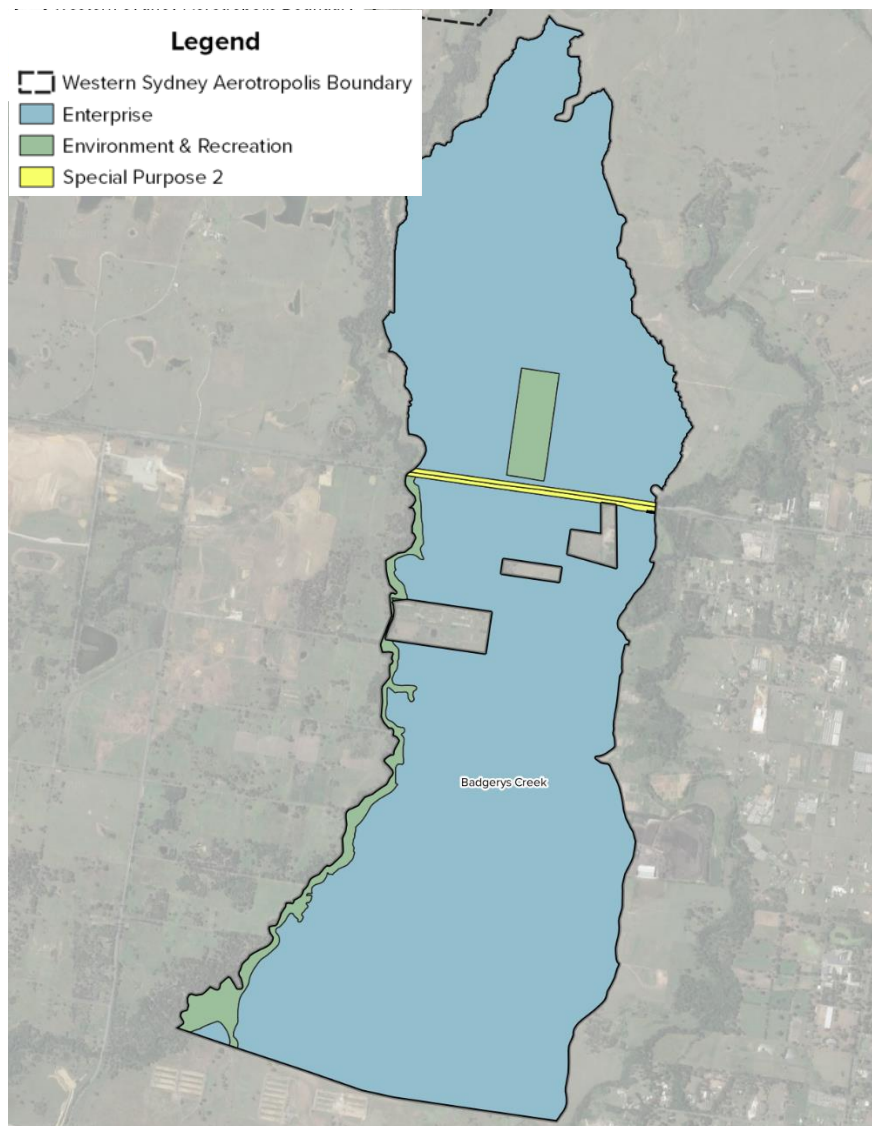 Legend
Western Sydney Aerotropolis Boundary
Enterprise
Environment & Recreation
Special Purpose 2
Badgerys Creek